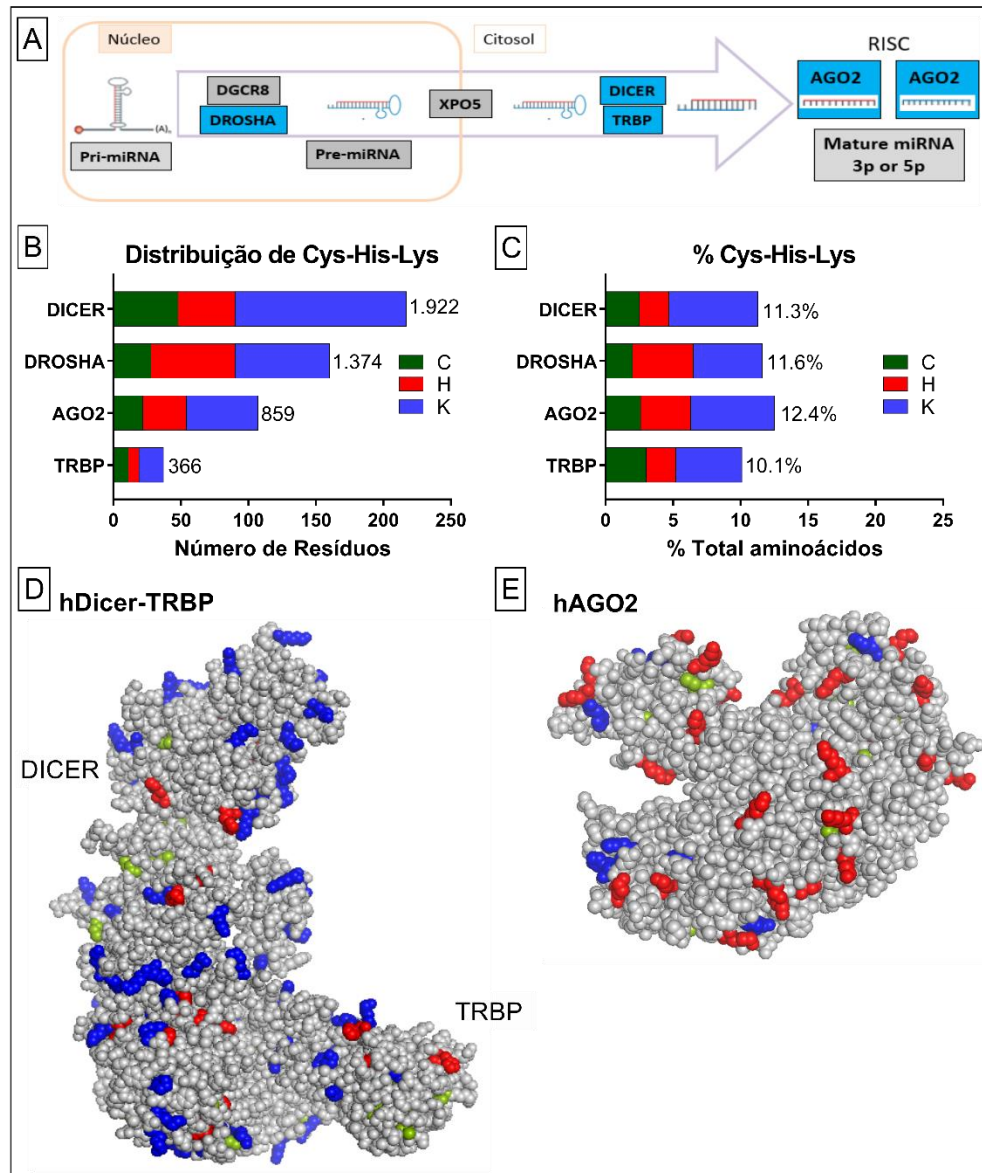 A
Núcleo
Citosol
RISC
DGCR8
DROSHA
XPO5
DICER
TRBP
AGO2
AGO2
(A)n
Pri-miRNA
Pre-miRNA
Mature miRNA
3p or 5p
B
Distribuição de Cys-His-Lys
DICER
1.922
DROSHA
1.374
AGO2
859
TRBP
366
C
H
K
0
50
100
150
200
250
Número de Resíduos
C
% Cys-His-Lys
DICER
11.3%
DROSHA
11.6%
AGO2
12.4%
TRBP
10.1%
C
H
K
0
5
10
15
20
25
% Total aminoácidos
D
hDicer-TRBP
DICER
TRBP
E
hAGO2